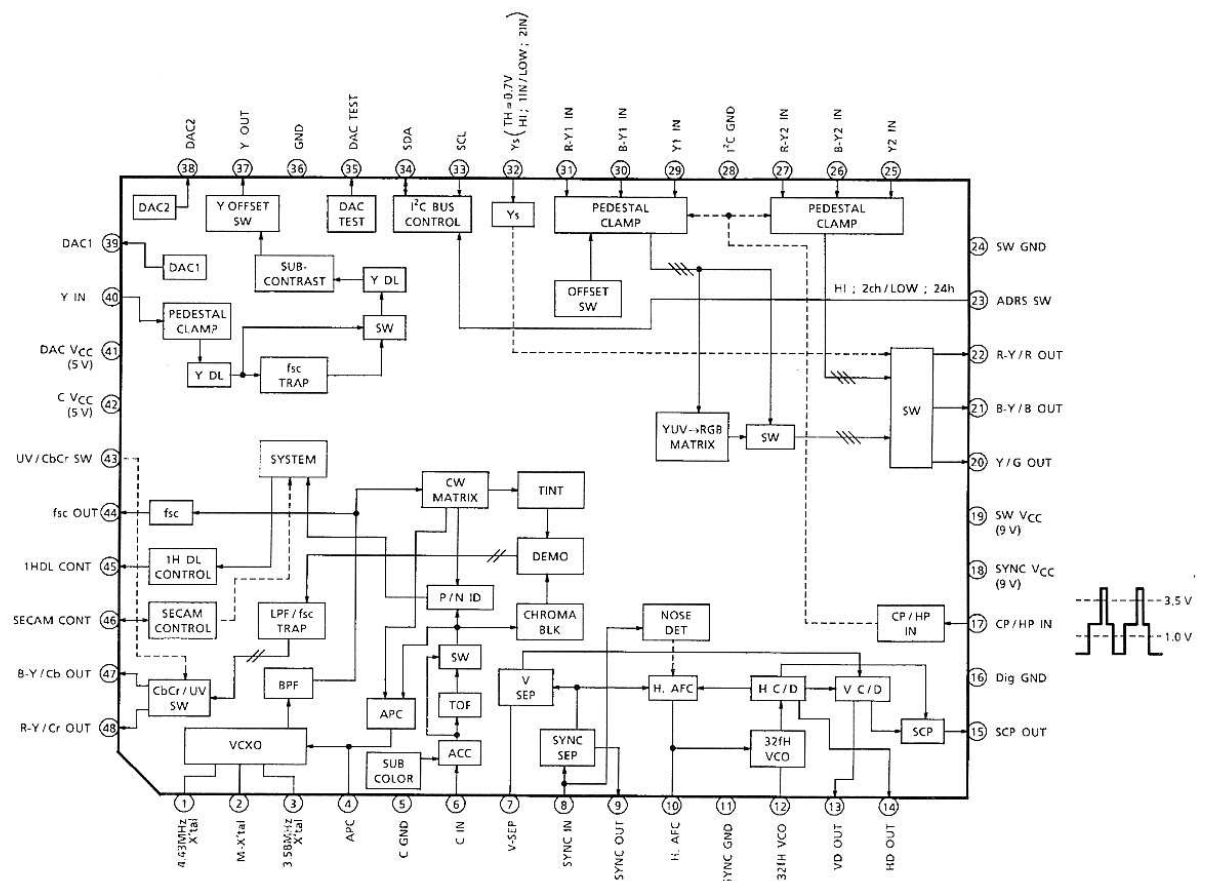 DAC2
Y OUT
GND
DAC TEST
SDA
SCL
Ys ( TH = 0.7V
HI ; 1IN/LOW ; 2IN )
R-Y1 IN
B-Y1 IN
Y1 IN
I²C GND
R-Y2 IN
B-Y2 IN
Y2 IN
38
37
36
35
34
33
32
31
30
29
28
27
26
25
DAC2
Y OFFSET
SW
DAC
TEST
I²C BUS
CONTROL
Ys
PEDESTAL
CLAMP
PEDESTAL
CLAMP
DAC1
39
DAC1
SUB-
CONTRAST
Y DL
OFFSET
SW
24
SW GND
HI ; 2ch/LOW ; 24h
23
ADRS SW
Y IN
40
PEDESTAL
CLAMP
SW
DAC VCC
(5 V)
41
Y DL
fsc
TRAP
22
R-Y/R OUT
C VCC
(5 V)
42
YUV→RGB
MATRIX
SW
SW
21
B-Y/B OUT
UV/CbCr SW
43
SYSTEM
20
Y/G OUT
CW
MATRIX
TINT
fsc OUT
44
fsc
19
SW VCC
(9 V)
1HDL CONT
45
1H DL
CONTROL
DEMO
18
SYNC VCC
(9 V)
P/N ID
SECAM CONT
46
SECAM
CONTROL
LPF/fsc
TRAP
CHROMA
BLK
NOSE
DET
CP/HP
IN
17
CP/HP IN
3.5 V
1.0 V
B-Y/Cb OUT
47
CbCr/UV
SW
BPF
SW
V
SEP
H. AFC
H C/D
V C/D
16
Dig GND
R-Y/Cr OUT
48
APC
TOF
VCXO
SUB
COLOR
ACC
SYNC
SEP
32fH
VCO
SCP
15
SCP OUT
1
2
3
4
5
6
7
8
9
10
11
12
13
14
4.43MHz
X'tal
M-X'tal
3.58MHz
X'tal
APC
C GND
C IN
V-SEP
SYNC IN
SYNC OUT
H. AFC
SYNC GND
32fH VCO
VD OUT
HD OUT